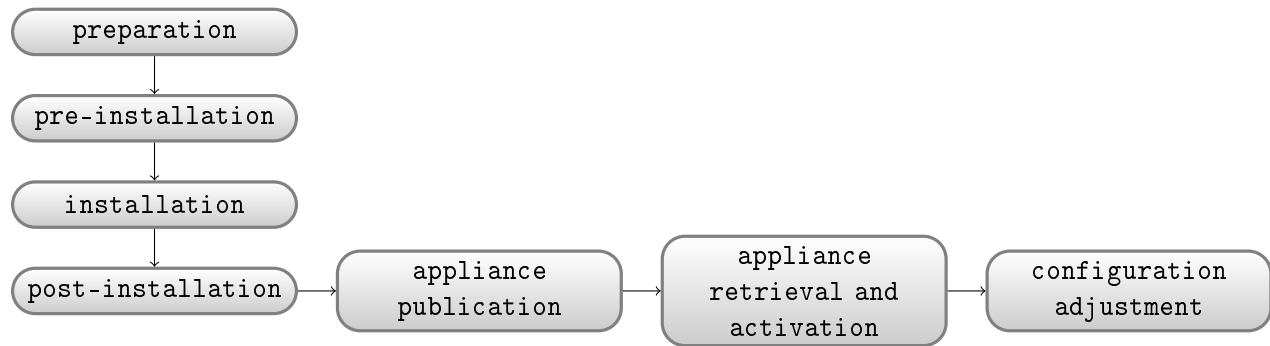 preparation
pre-installation
installation
post-installation
appliance
publication
appliance
retrieval and
activation
configuration
adjustment